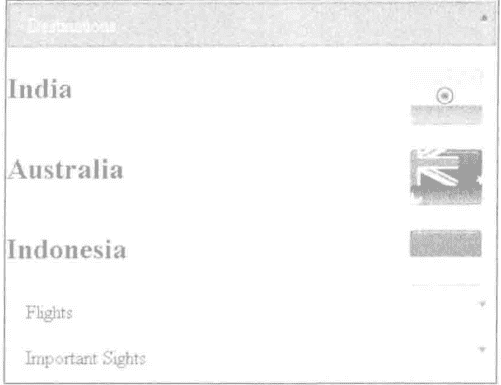 Destinations
India
Australia
Indonesia
Flights
Important Sights